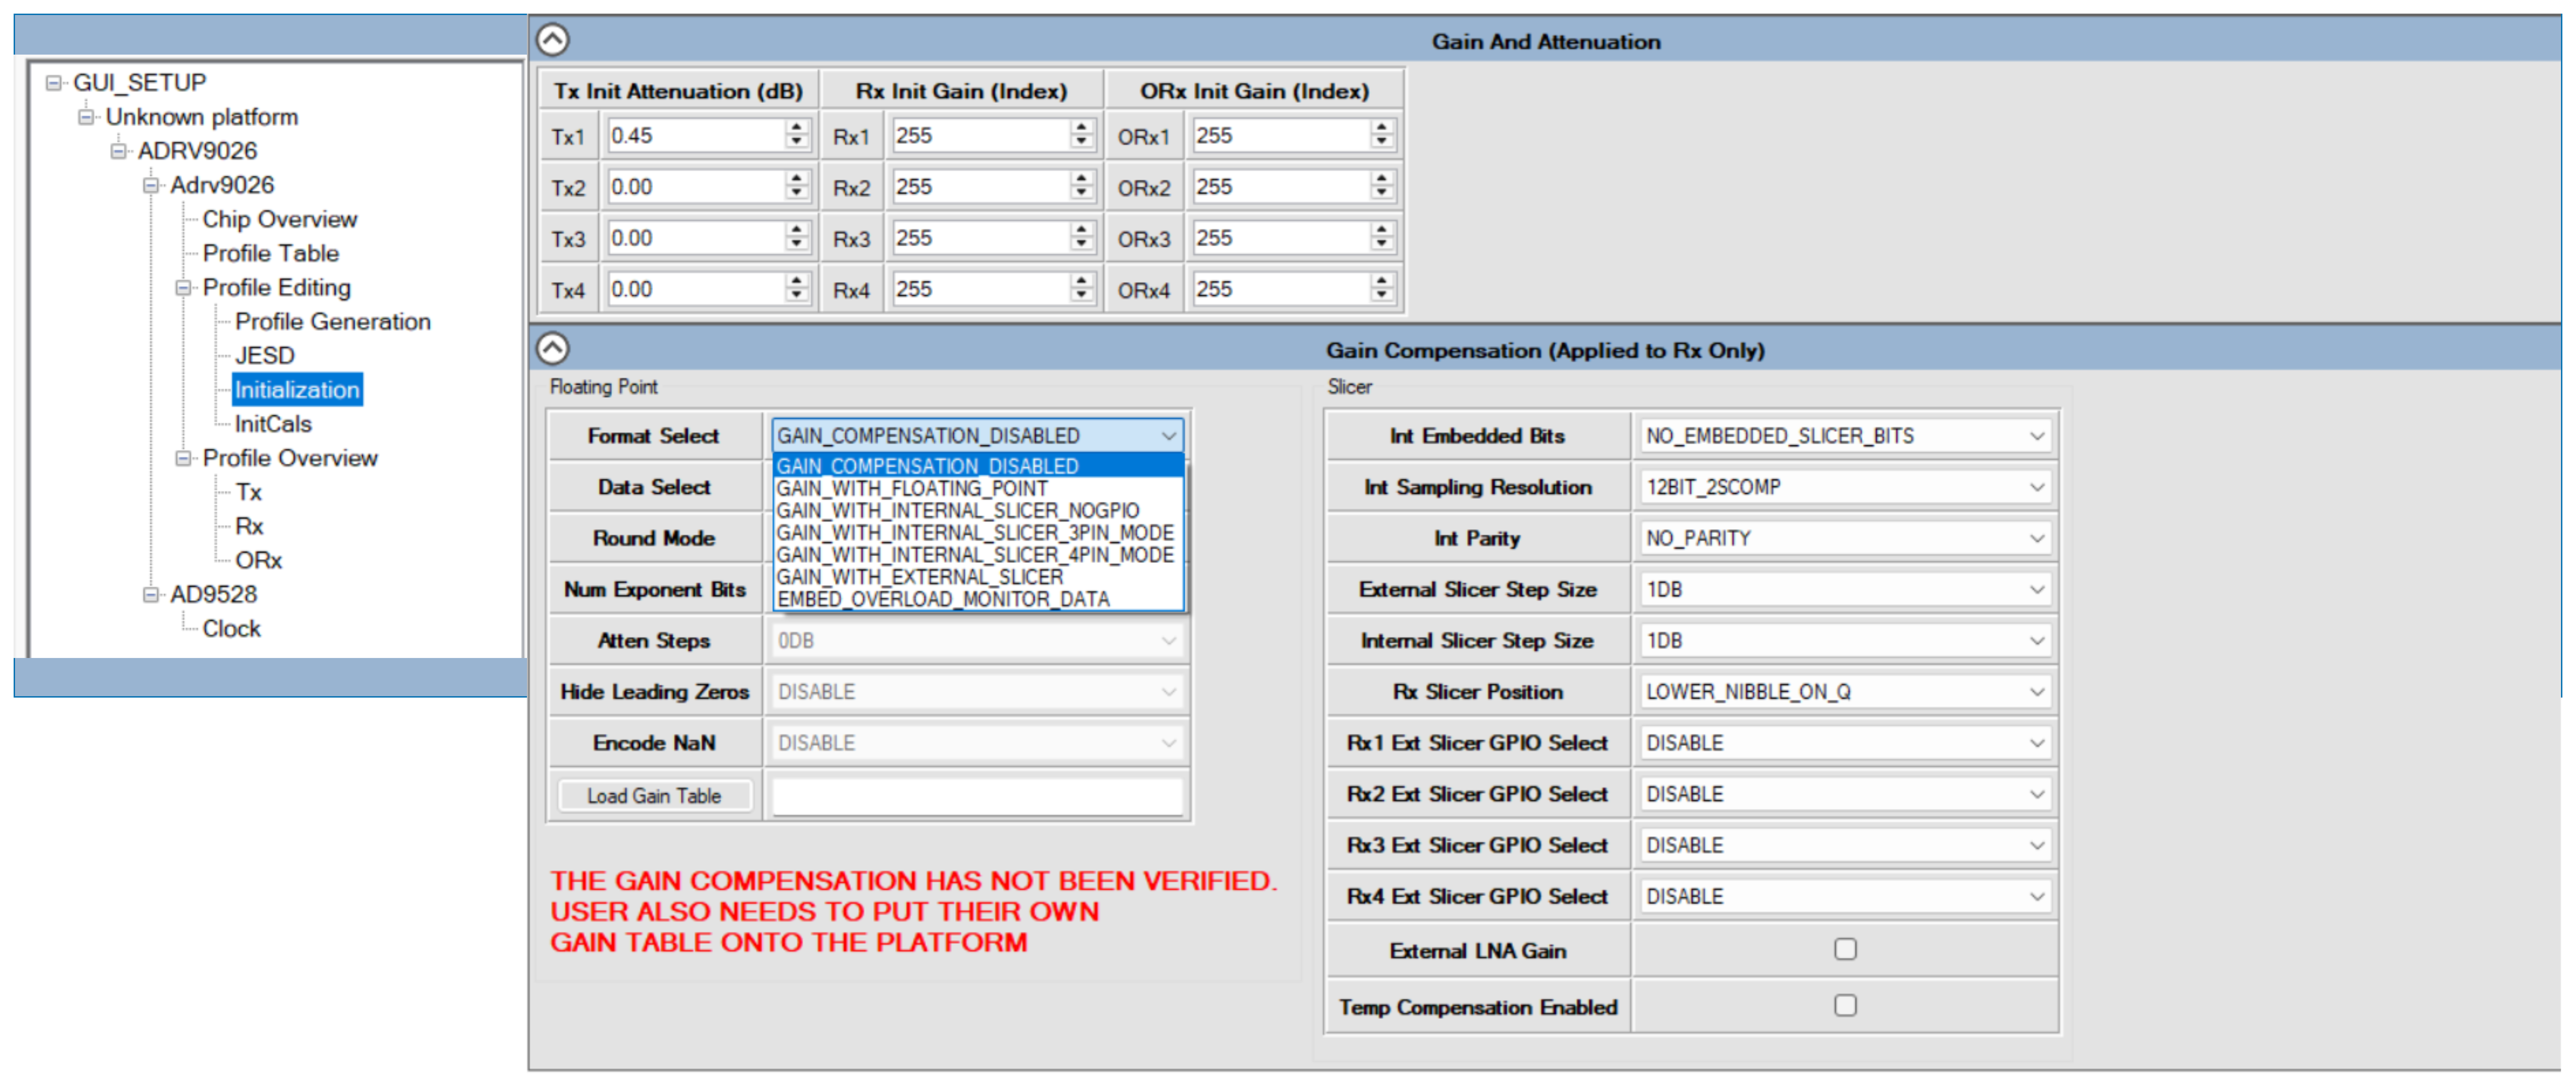 GUI_SETUP
Unknown platform
ADRV9026
Adrv9026
Chip Overview
Profile Table
Profile Editing
Profile Generation
JESD
Initialization
InitCals
Profile Overview
Tx
Rx
ORx
AD9528
Clock
Gain And Attenuation
Tx Init Attenuation (dB) Rx Init Gain (Index) ORx Init Gain (Index)
Tx1 0.45 Rx1 255 ORx1 255
Tx2 0.00 Rx2 255 ORx2 255
Tx3 0.00 Rx3 255 ORx3 255
Tx4 0.00 Rx4 255 ORx4 255
Gain Compensation (Applied to Rx Only)
Floating Point
Format Select GAIN_COMPENSATION_DISABLED
GAIN_COMPENSATION_DISABLED
GAIN_WITH_FLOATING_POINT
GAIN_WITH_INTERNAL_SLICER_NOGPIO
GAIN_WITH_INTERNAL_SLICER_3PIN_MODE
GAIN_WITH_INTERNAL_SLICER_4PIN_MODE
GAIN_WITH_EXTERNAL_SLICER
EMBED_OVERLOAD_MONITOR_DATA
Data Select
Round Mode
Num Exponent Bits
Atten Steps 0DB
Hide Leading Zeros DISABLE
Encode NaN DISABLE
Load Gain Table
THE GAIN COMPENSATION HAS NOT BEEN VERIFIED.
USER ALSO NEEDS TO PUT THEIR OWN
GAIN TABLE ONTO THE PLATFORM
Slicer
Int Embedded Bits NO_EMBEDDED_SLICER_BITS
Int Sampling Resolution 12BIT_2SCOMP
Int Parity NO_PARITY
External Slicer Step Size 1DB
Internal Slicer Step Size 1DB
Rx Slicer Position LOWER_NIBBLE_ON_Q
Rx1 Ext Slicer GPIO Select DISABLE
Rx2 Ext Slicer GPIO Select DISABLE
Rx3 Ext Slicer GPIO Select DISABLE
Rx4 Ext Slicer GPIO Select DISABLE
External LNA Gain
Temp Compensation Enabled